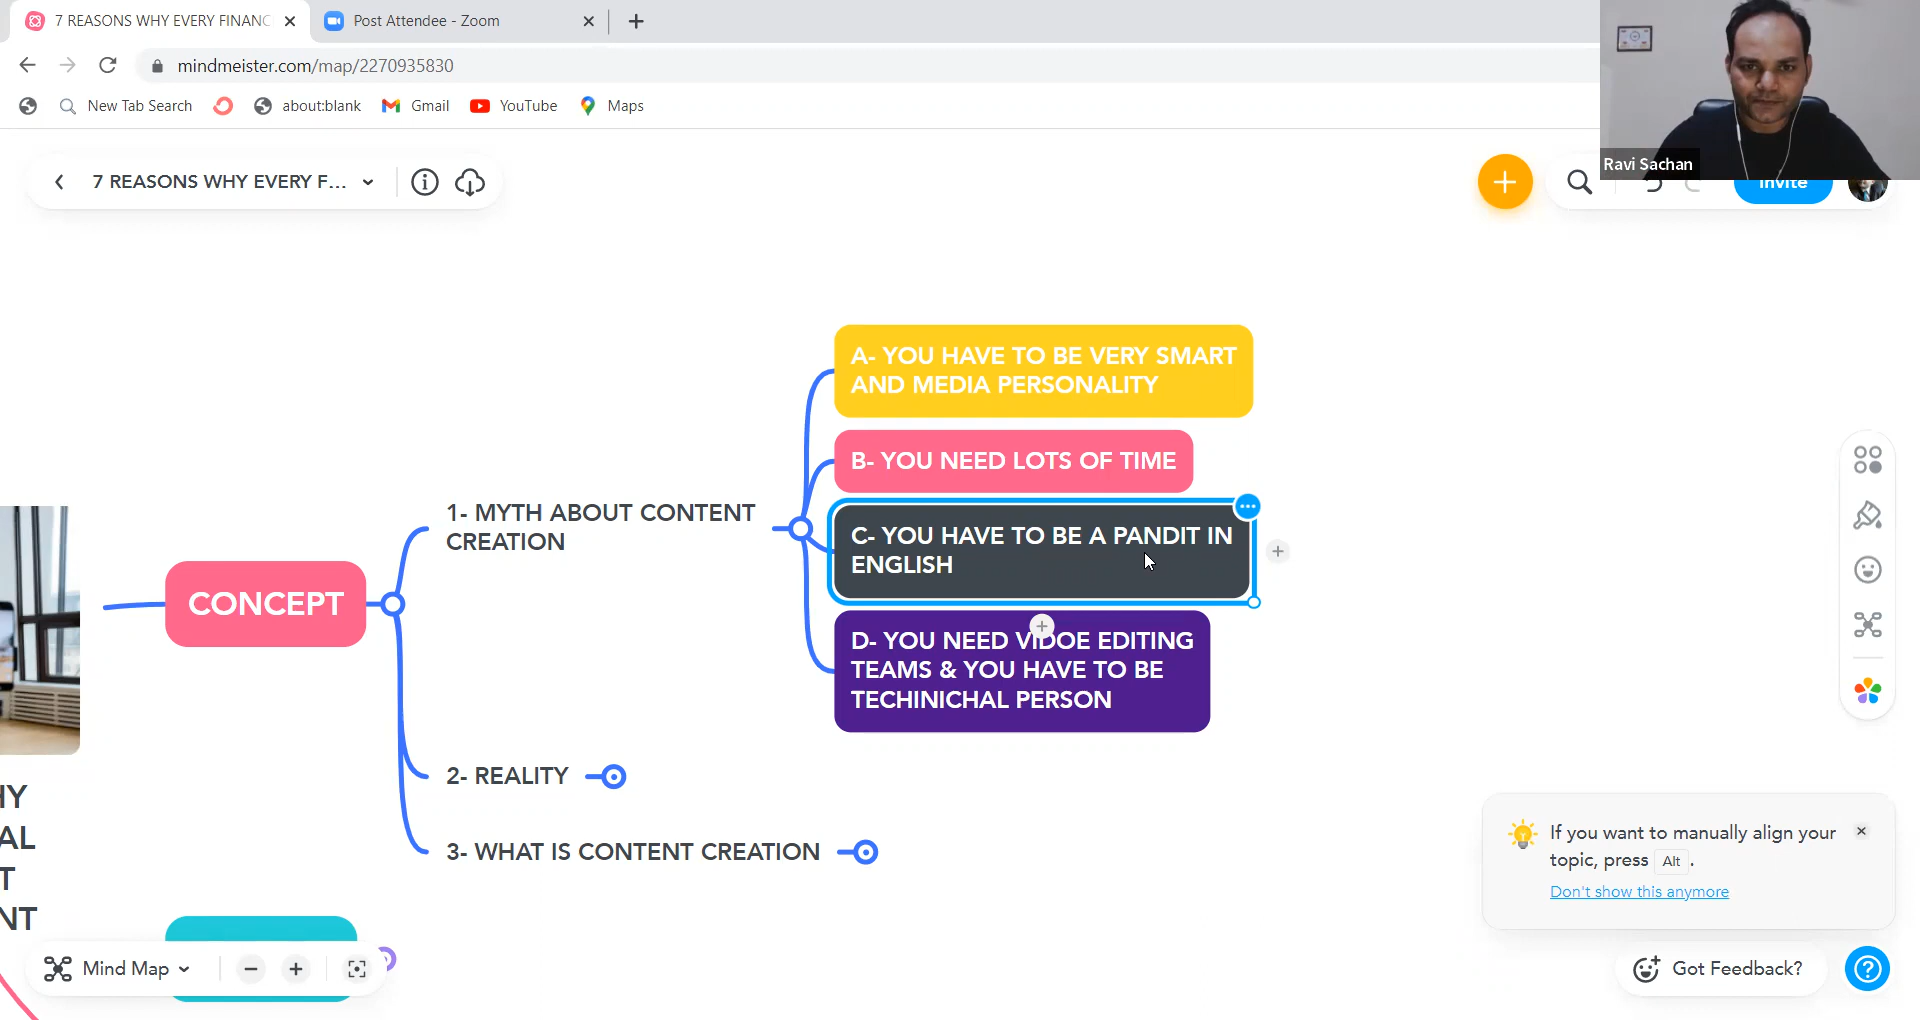 7 REASONS WHY EVERY FINANC
Post Attendee - Zoom
mindmeister.com/map/2270935830
New Tab Search
about:blank
Gmail
YouTube
Maps
Ravi Sachan
7 REASONS WHY EVERY F...
Invite
A- YOU HAVE TO BE VERY SMART
AND MEDIA PERSONALITY
B- YOU NEED LOTS OF TIME
1- MYTH ABOUT CONTENT
CREATION
C- YOU HAVE TO BE A PANDIT IN
ENGLISH
CONCEPT
D- YOU NEED VIDOE EDITING
TEAMS & YOU HAVE TO BE
TECHINICHAL PERSON
2- REALITY
3- WHAT IS CONTENT CREATION
HY
AL
T
NT
If you want to manually align your
topic, press Alt .
Don't show this anymore
Mind Map
Got Feedback?